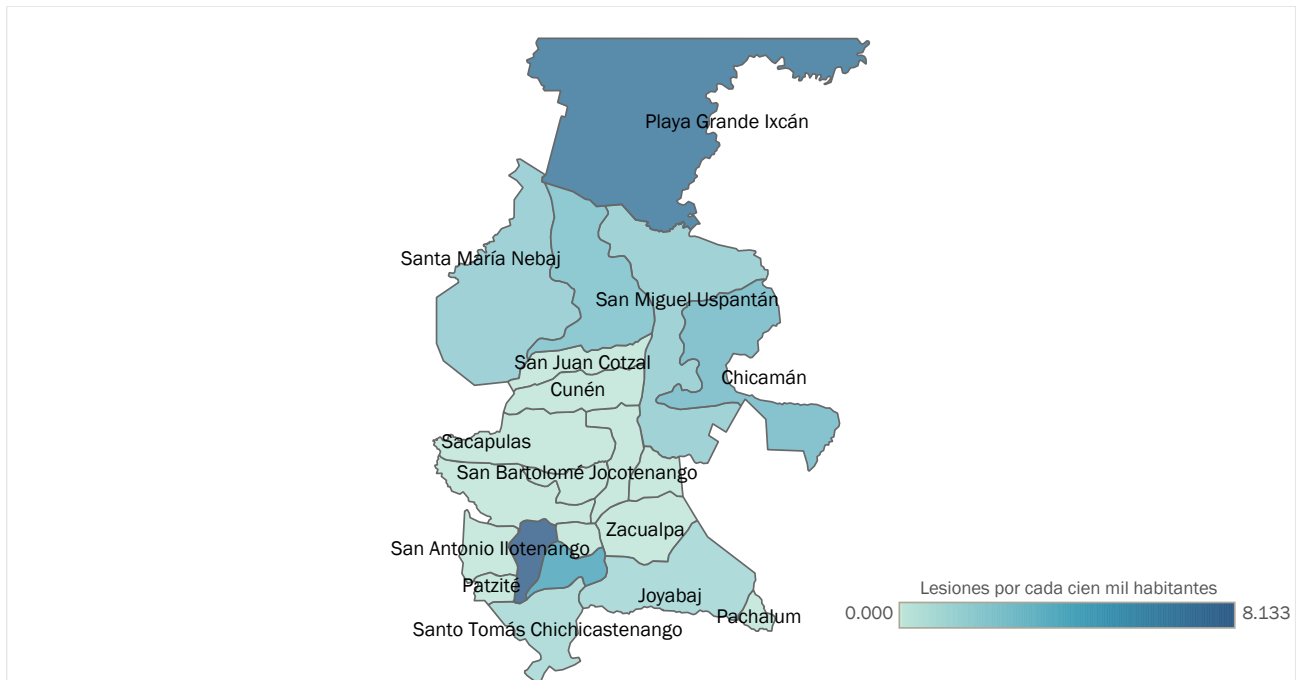 Playa Grande Ixcán
Santa María Nebaj
San Miguel Uspantán
San Juan Cotzal
Chicamán
Cunén
Sacapulas
San Bartolomé Jocotenango
Zacualpa
San Antonio Ilotenango
Patzité
Joyabaj
Pachalum
Santo Tomás Chichicastenango
Lesiones por cada cien mil habitantes
0.000
8.133